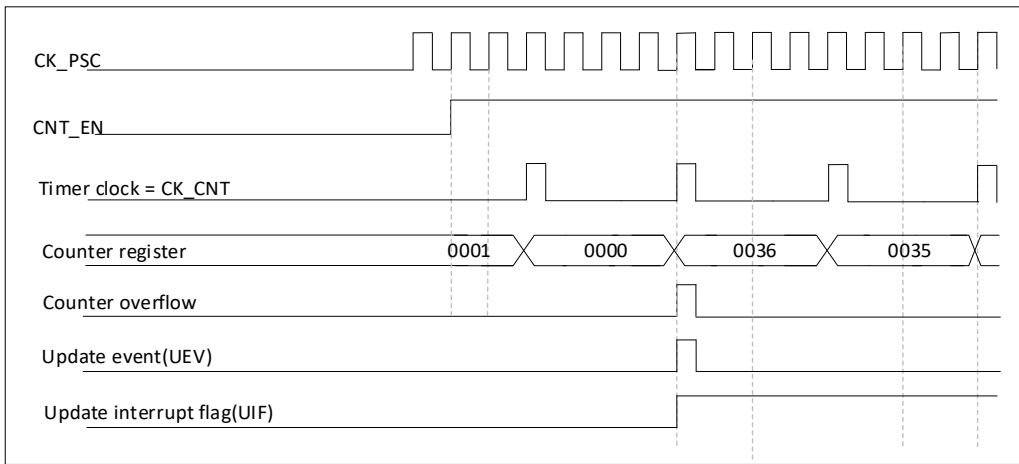 CK_PSC
CNT_EN
Timer clock = CK_CNT
Counter register 0001 0000 0036 0035
Counter overflow
Update event(UEV)
Update interrupt flag(UIF)